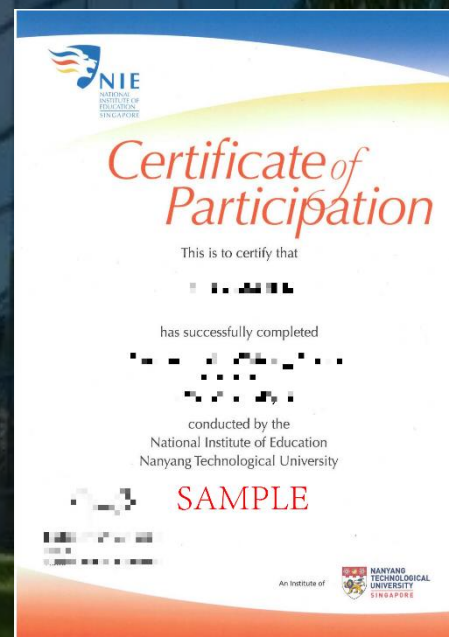 NIE
NATIONAL
INSTITUTE OF
EDUCATION
SINGAPORE
Certificate of
Participation
This is to certify that
has successfully completed
conducted by the
National Institute of Education
Nanyang Technological University
SAMPLE
An Institute of
NANYANG
TECHNOLOGICAL
UNIVERSITY
SINGAPORE